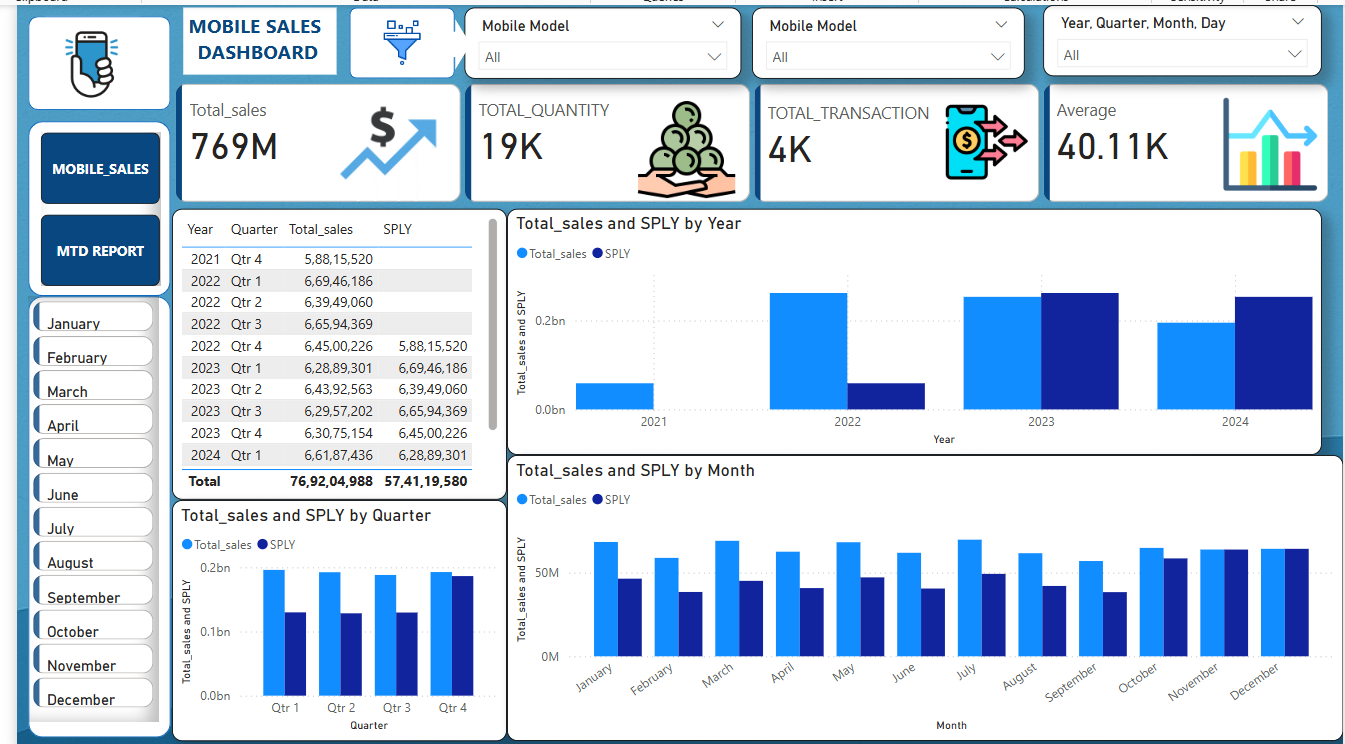 MOBILE SALES
DASHBOARD
Mobile Model
All
Mobile Model
All
Year, Quarter, Month, Day
All
Total_sales
769M
TOTAL_QUANTITY
19K
TOTAL_TRANSACTION
4K
Average
40.11K
MOBILE_SALES
MTD REPORT
January
February
March
April
May
June
July
August
September
October
November
December
Year Quarter Total_sales SPLY
2021 Qtr 4 5,88,15,520
2022 Qtr 1 6,69,46,186
2022 Qtr 2 6,39,49,060
2022 Qtr 3 6,65,94,369
2022 Qtr 4 6,45,00,226 5,88,15,520
2023 Qtr 1 6,28,89,301 6,69,46,186
2023 Qtr 2 6,43,92,563 6,39,49,060
2023 Qtr 3 6,29,57,202 6,65,94,369
2023 Qtr 4 6,30,75,154 6,45,00,226
2024 Qtr 1 6,61,87,436 6,28,89,301
Total 76,92,04,988 57,41,19,580
Total_sales and SPLY by Year
Total_sales SPLY
Total_sales and SPLY
0.2bn
0.0bn
2021 2022 2023 2024
Year
Total_sales and SPLY by Quarter
Total_sales SPLY
Total_sales and SPLY
0.2bn
0.1bn
0.0bn
Qtr 1 Qtr 2 Qtr 3 Qtr 4
Quarter
Total_sales and SPLY by Month
Total_sales SPLY
Total_sales and SPLY
50M
0M
January February March April May June July August September October November December
Month